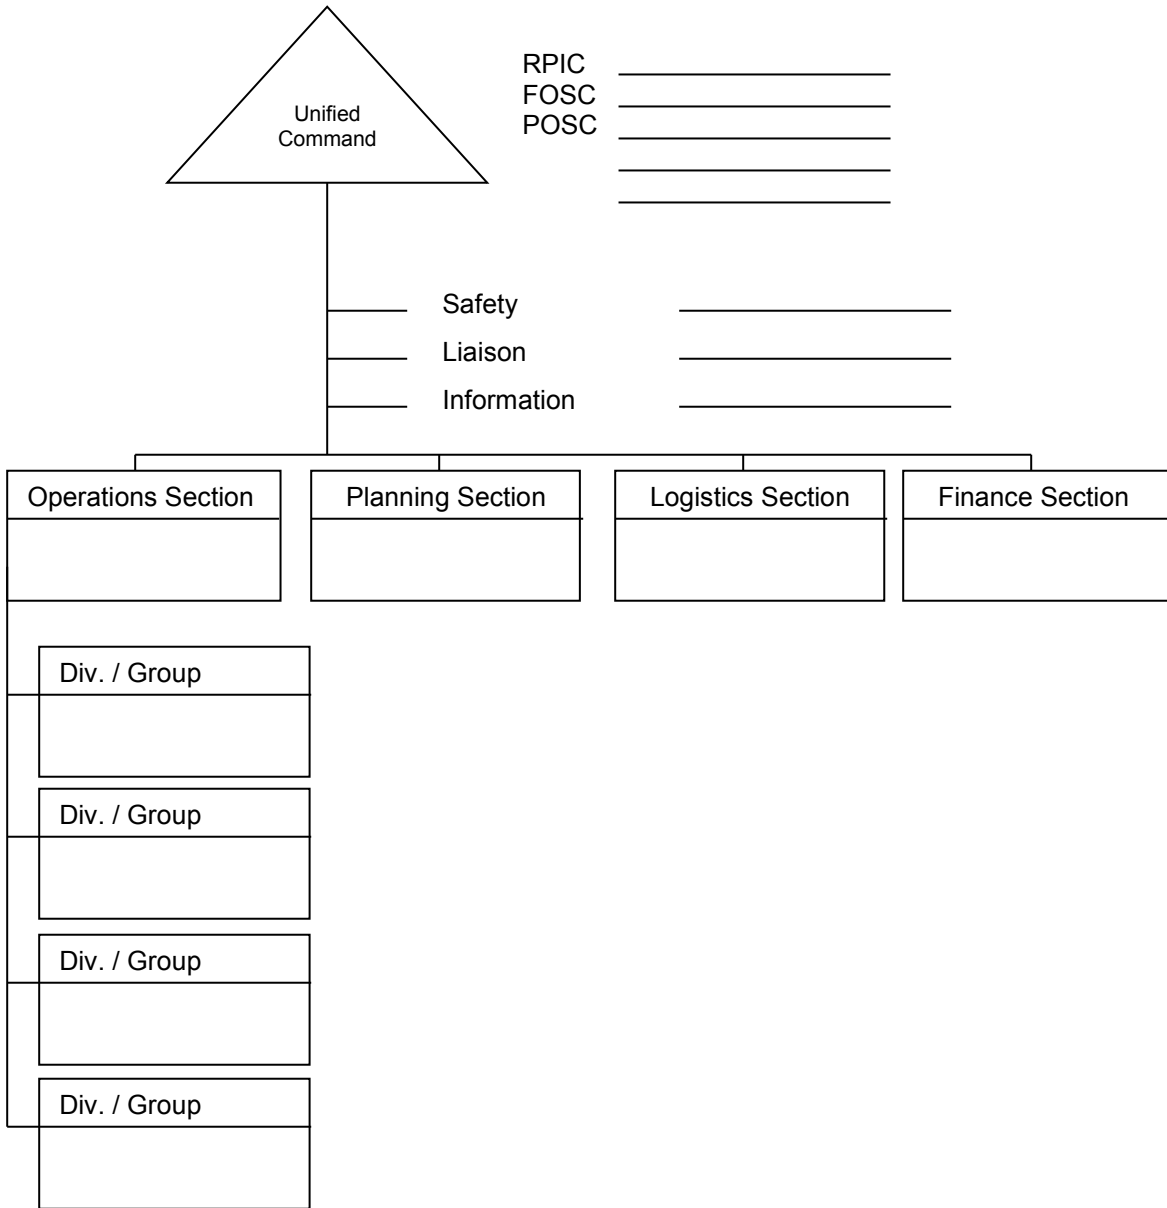 Unified
Command
RPIC
FOSC
POSC
Safety
Liaison
Information
Operations Section
Planning Section
Logistics Section
Finance Section
Div. / Group
Div. / Group
Div. / Group
Div. / Group